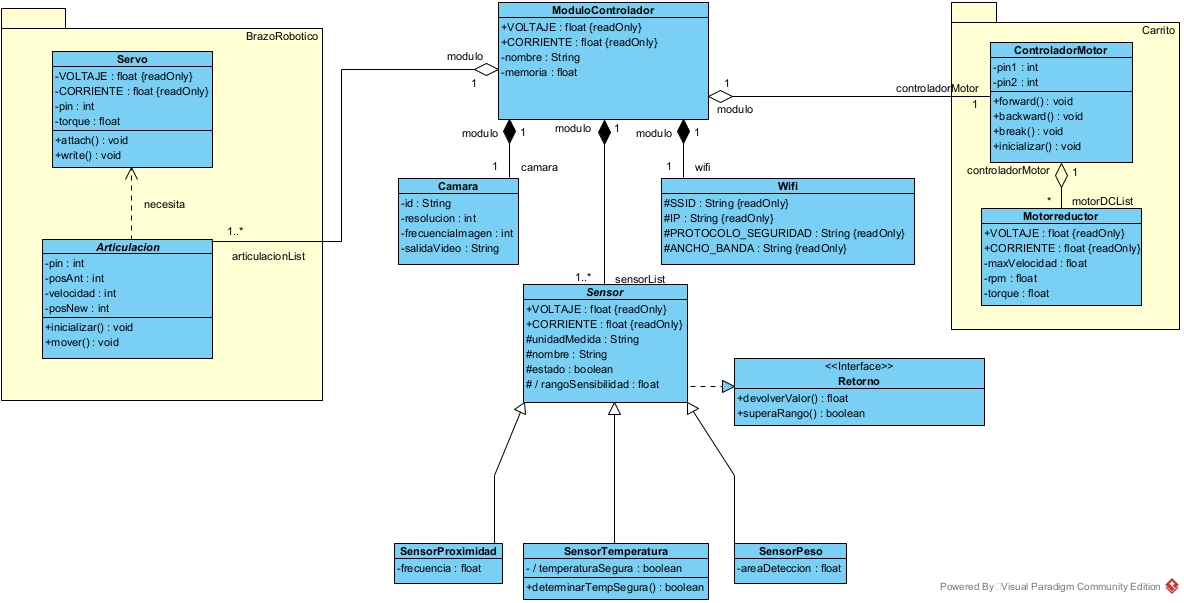 BrazoRobotico
Servo
-VOLTAJE : float {readOnly}
-CORRIENTE : float {readOnly}
-pin : int
-torque : float
+attach() : void
+write() : void
necesita
Articulacion
-pin : int
-posAnt : int
-velocidad : int
-posNew : int
+inicializar() : void
+mover() : void
1..*
articulacionList
modulo
1
ModuloControlador
+VOLTAJE : float {readOnly}
+CORRIENTE : float {readOnly}
-nombre : String
-memoria : float
1
modulo
controladorMotor
1
modulo
1
modulo
1
modulo
1
1
camara
1
wifi
Camara
-id : String
-resolucion : int
-frecuenciaImagen : int
-salidaVideo : String
Wifi
#SSID : String {readOnly}
#IP : String {readOnly}
#PROTOCOLO_SEGURIDAD : String {readOnly}
#ANCHO_BANDA : String {readOnly}
Carrito
ControladorMotor
-pin1 : int
-pin2 : int
+forward() : void
+backward() : void
+break() : void
+inicializar() : void
controladorMotor
1
*
motorDCList
Motorreductor
+VOLTAJE : float {readOnly}
+CORRIENTE : float {readOnly}
-maxVelocidad : float
-rpm : float
-torque : float
1..*
sensorList
Sensor
+VOLTAJE : float {readOnly}
+CORRIENTE : float {readOnly}
#unidadMedida : String
#nombre : String
#estado : boolean
# / rangoSensibilidad : float
<<Interface>>
Retorno
+devolverValor() : float
+superaRango() : boolean
SensorProximidad
-frecuencia : float
SensorTemperatura
- / temperaturaSegura : boolean
+determinarTempSegura() : boolean
SensorPeso
-areaDeteccion : float
Powered By Visual Paradigm Community Edition